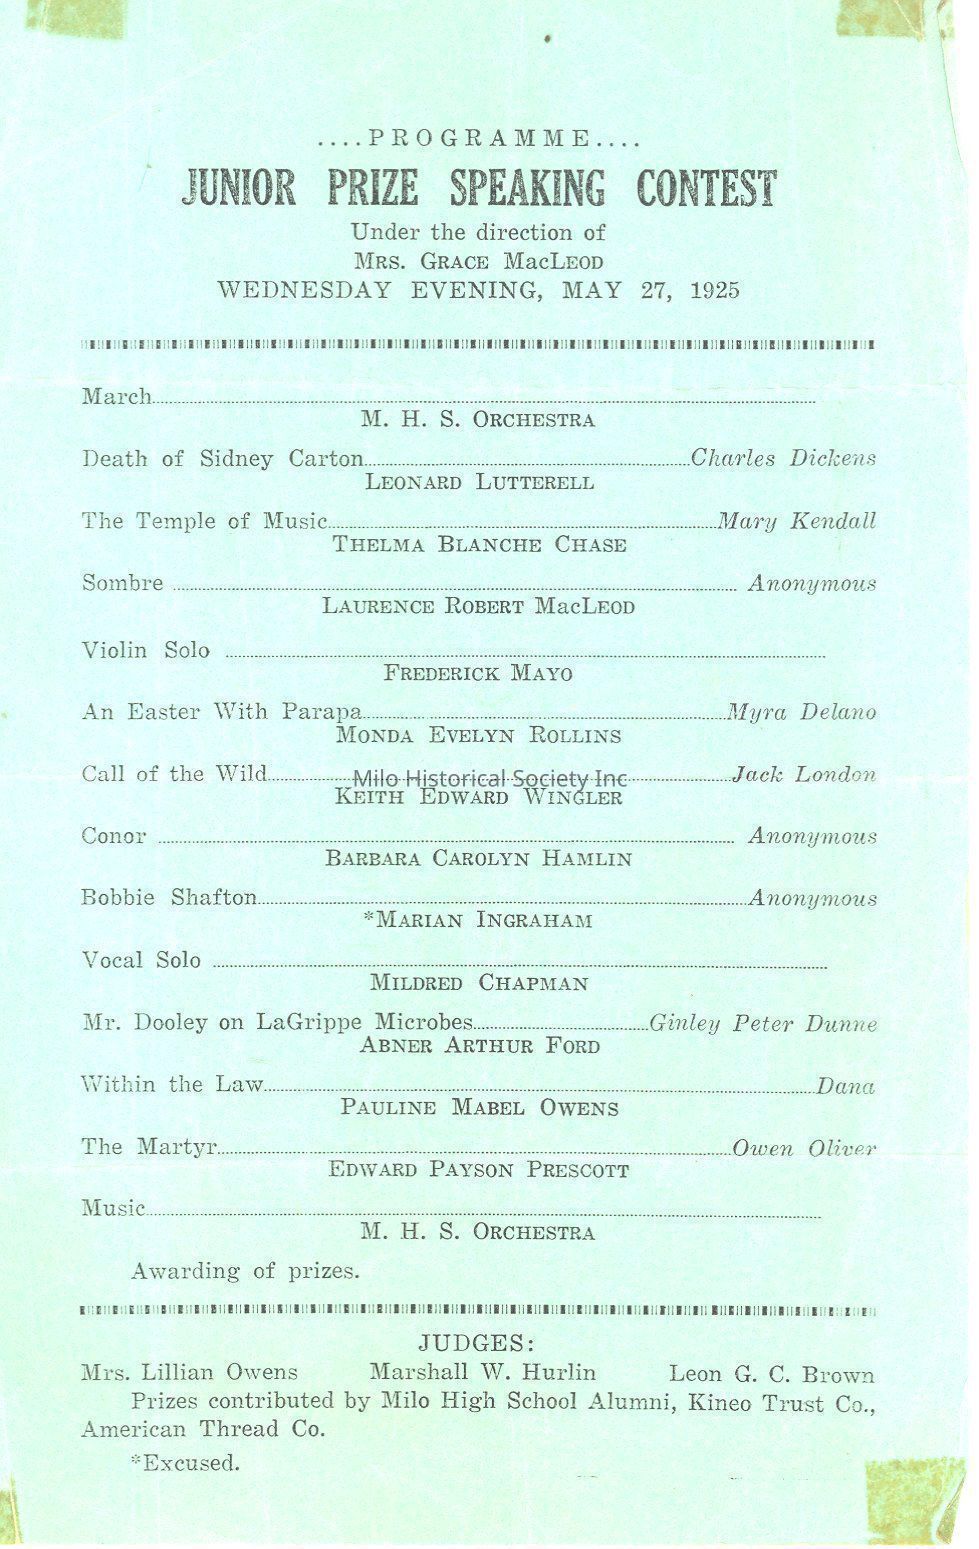 ....PROGRAMME....
JUNIOR PRIZE SPEAKING CONTEST
Under the direction of
MRS. GRACE MacLEOD
WEDNESDAY EVENING, MAY 27, 1925
March
M. H. S. ORCHESTRA
Death of Sidney Carton Charles Dickens
LEONARD LUTTERELL
The Temple of Music Mary Kendall
THELMA BLANCHE CHASE
Sombre Anonymous
LAURENCE ROBERT MacLEOD
Violin Solo
FREDERICK MAYO
An Easter With Parapa Myra Delano
MONDA EVELYN ROLLINS
Call of the Wild Jack London
Milo Historical Society Inc
KEITH EDWARD WINGLER
Conor Anonymous
BARBARA CAROLYN HAMLIN
Bobbie Shafton Anonymous
*MARIAN INGRAHAM
Vocal Solo
MILDRED CHAPMAN
Mr. Dooley on LaGrippe Microbes Ginley Peter Dunne
ABNER ARTHUR FORD
Within the Law Dana
PAULINE MABEL OWENS
The Martyr Owen Oliver
EDWARD PAYSON PRESCOTT
Music
M. H. S. ORCHESTRA
Awarding of prizes.
JUDGES:
Mrs. Lillian Owens Marshall W. Hurlin Leon G. C. Brown
Prizes contributed by Milo High School Alumni, Kineo Trust Co.,
American Thread Co.
*Excused.